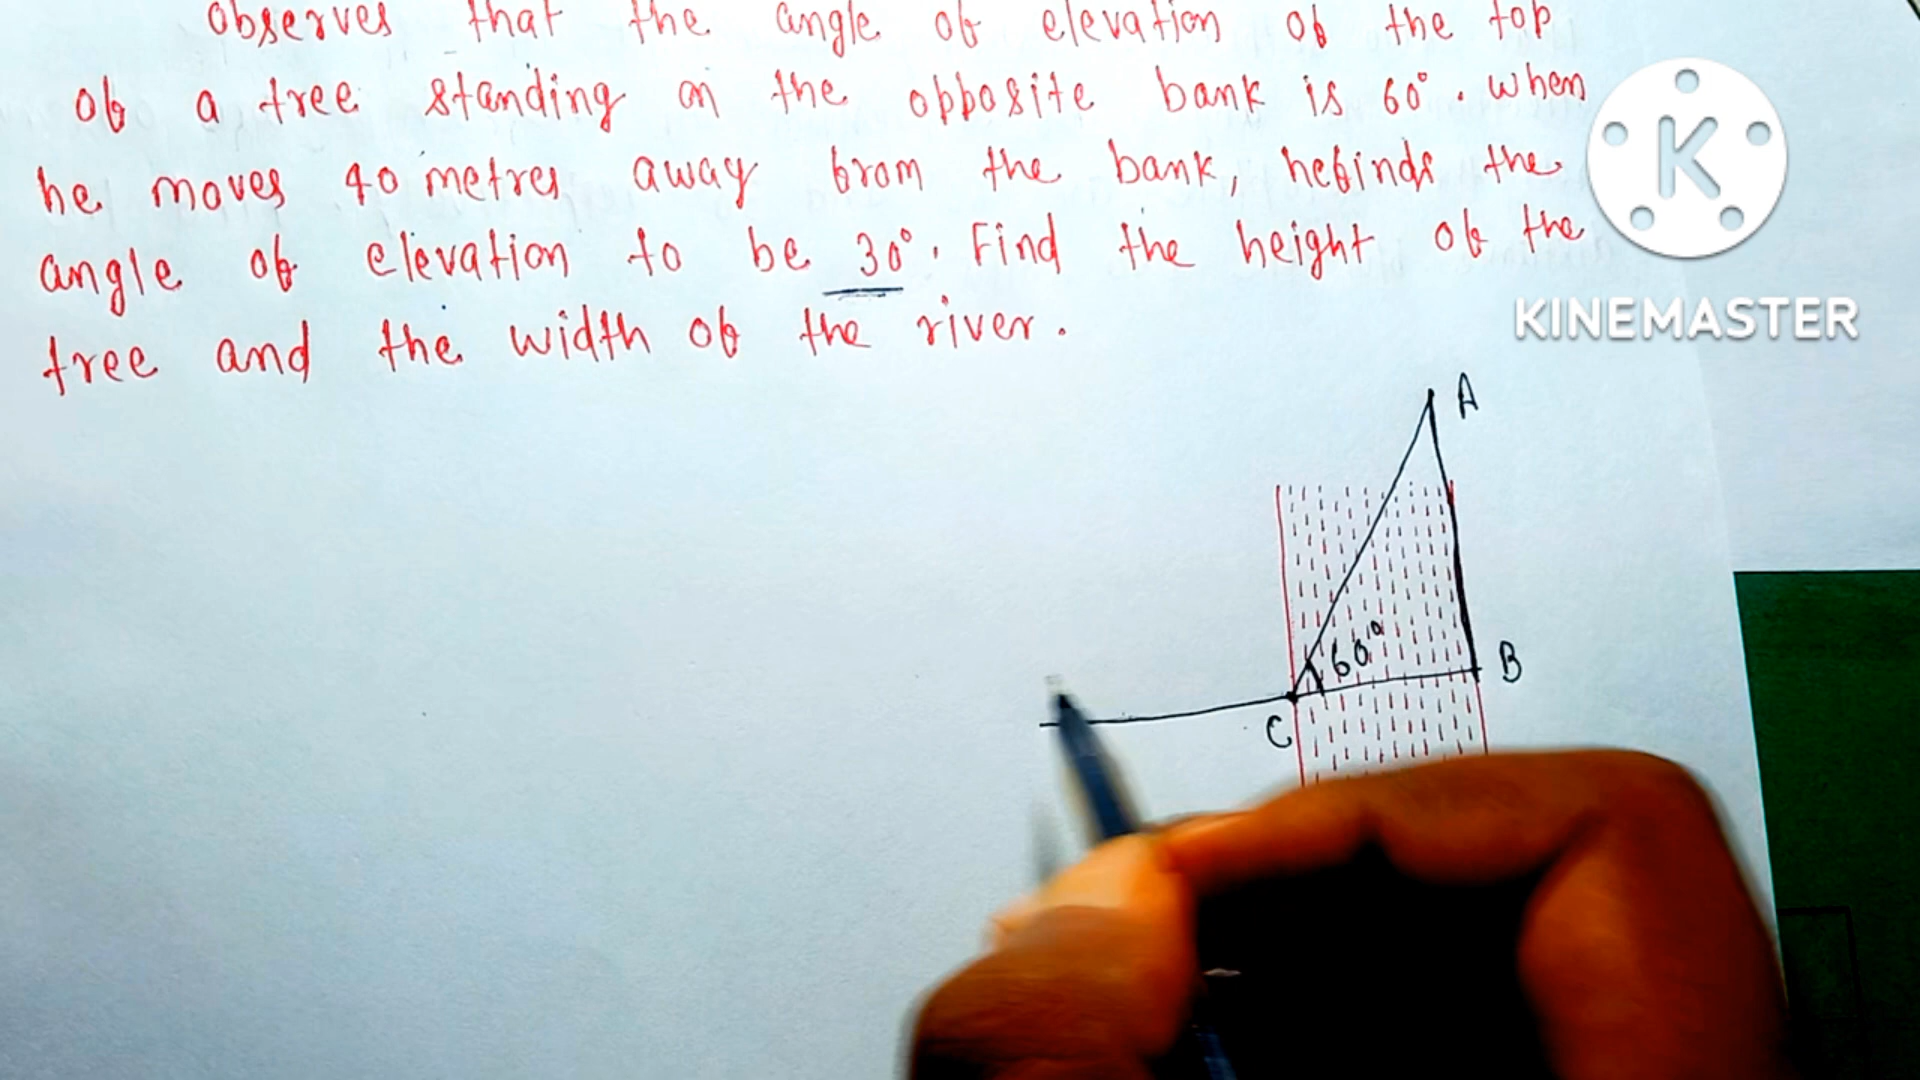 observes that the angle of elevation of the top
of a tree standing on the opposite bank is 60°. when
he moves 40 metres away from the bank, hefinds the
angle of elevation to be 30°. Find the height of the
tree and the width of the river.
KINEMASTER
A
60°
B
C